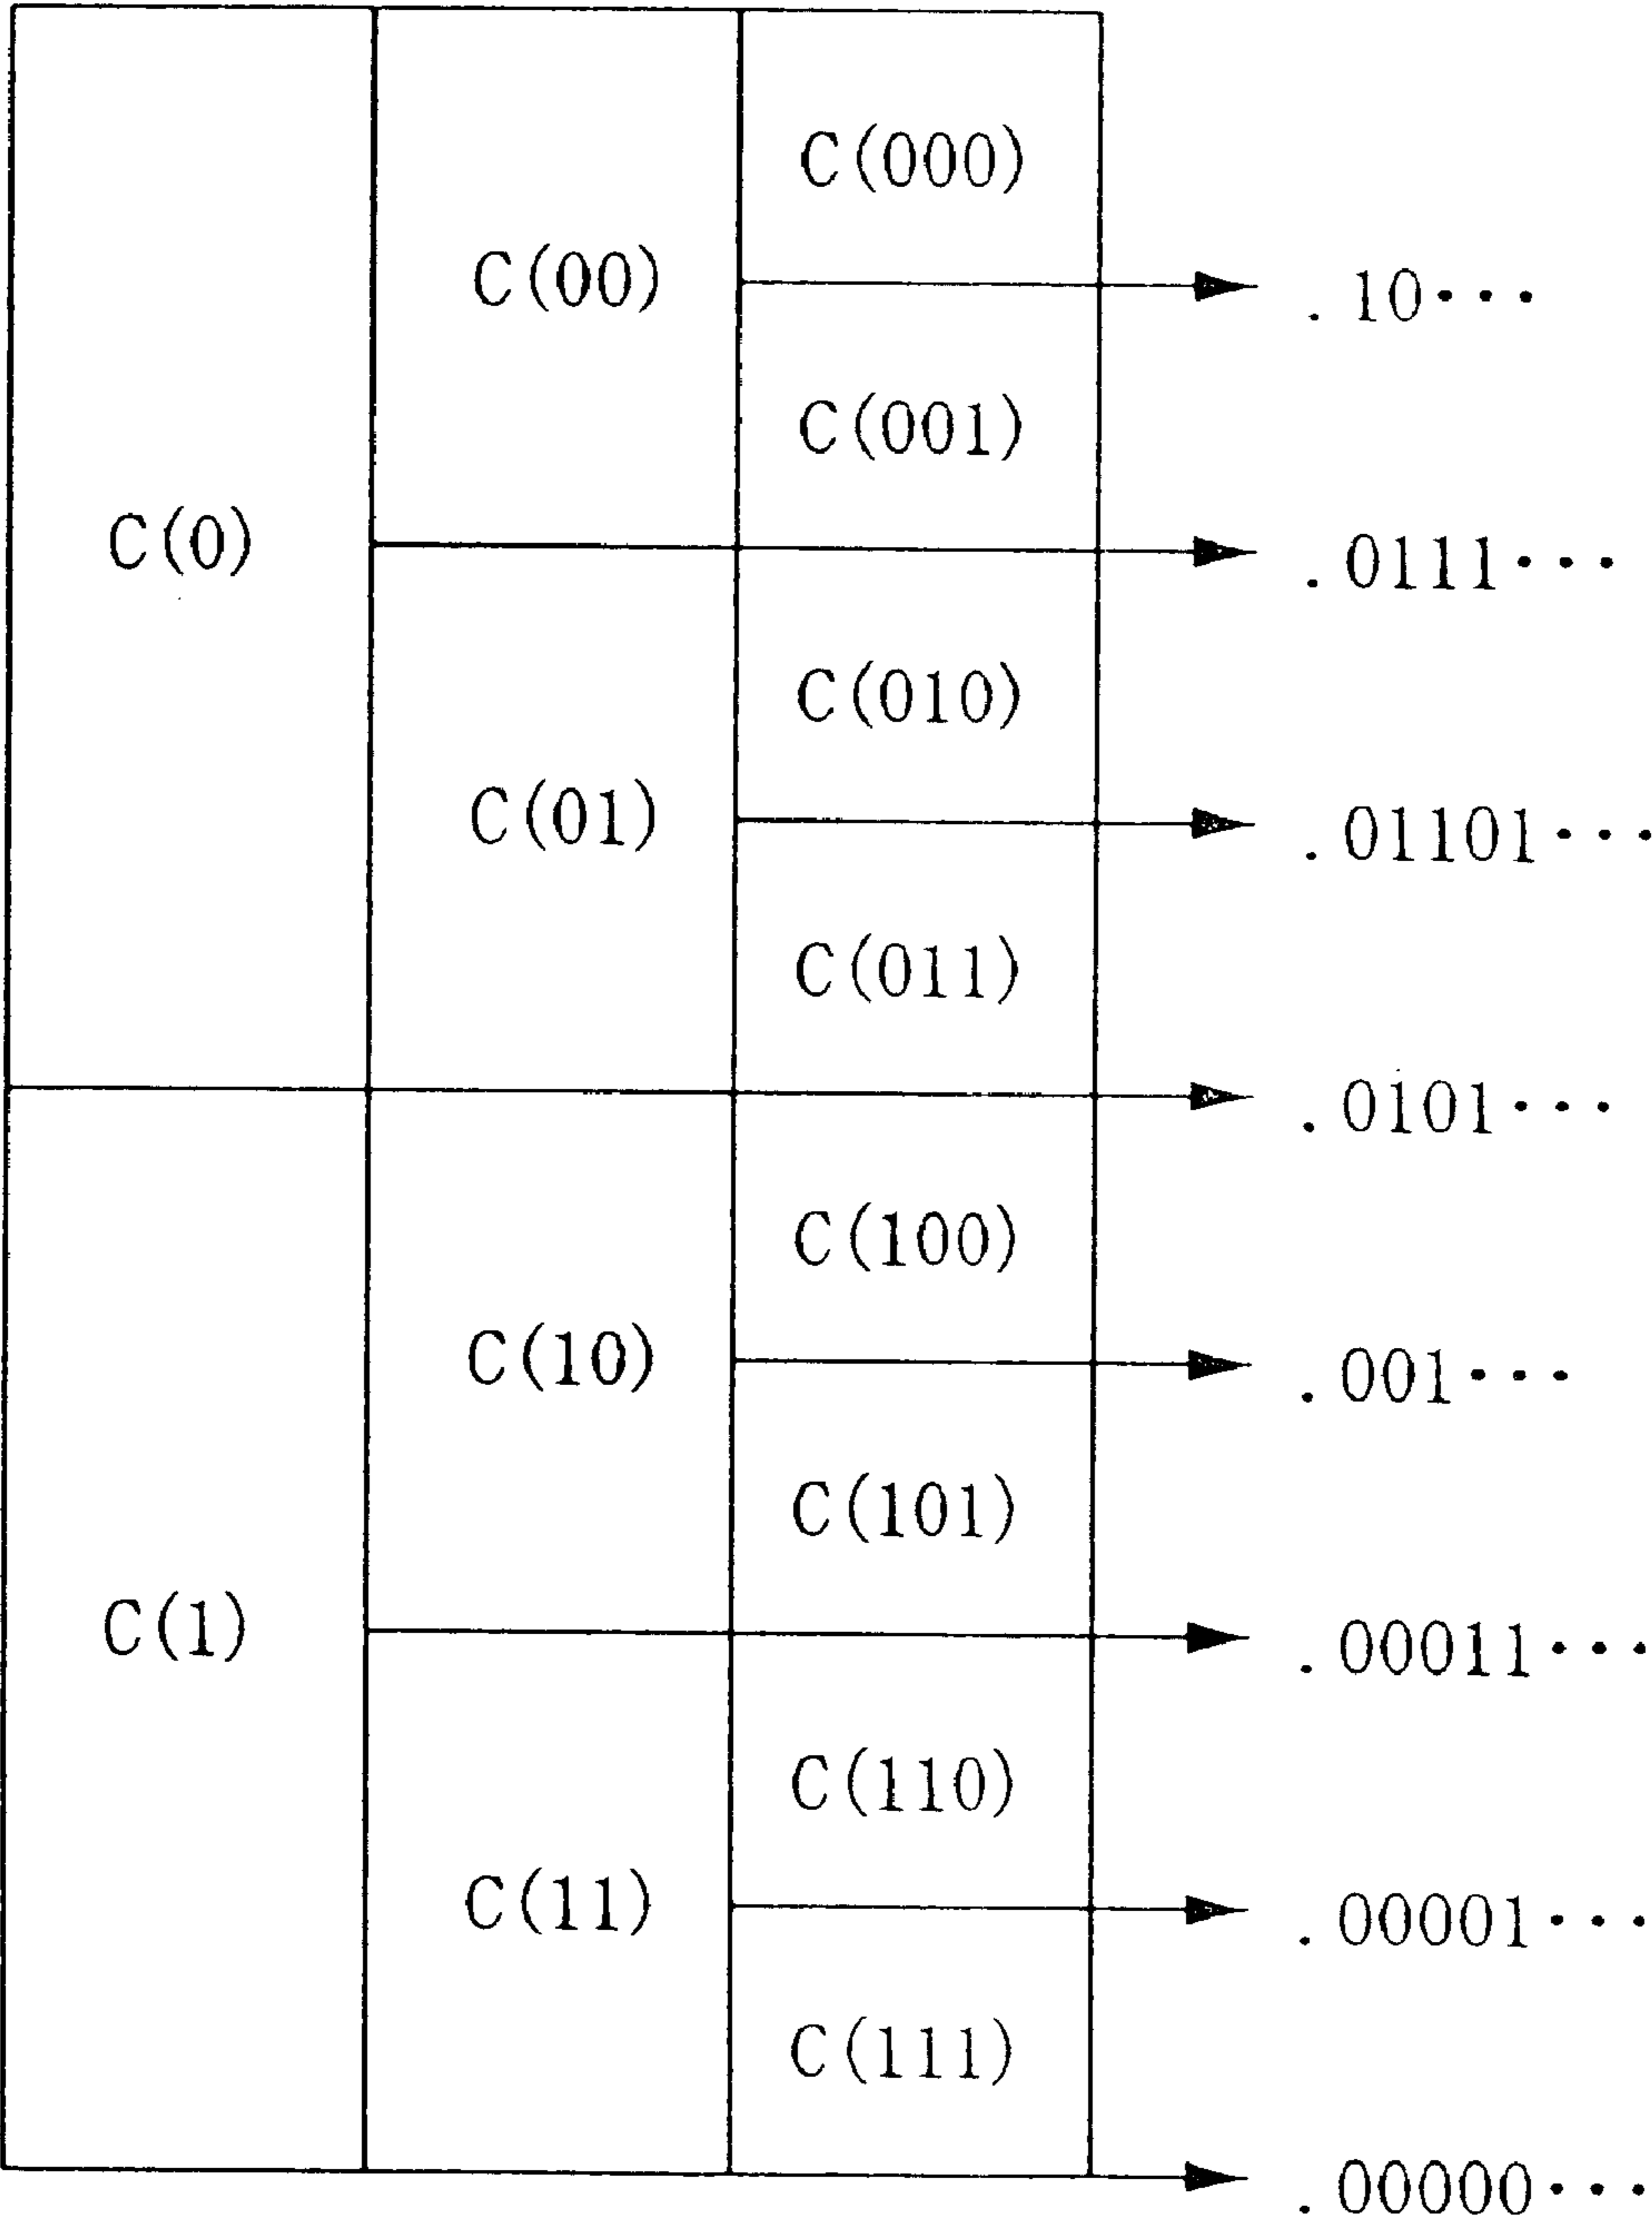 C(000)
C(00)
.10···
C(001)
C(0)
.0111···
C(010)
C(01)
.01101···
C(011)
.0101···
C(100)
C(10)
.001···
C(101)
C(1)
.00011···
C(110)
C(11)
.00001···
C(111)
.00000···